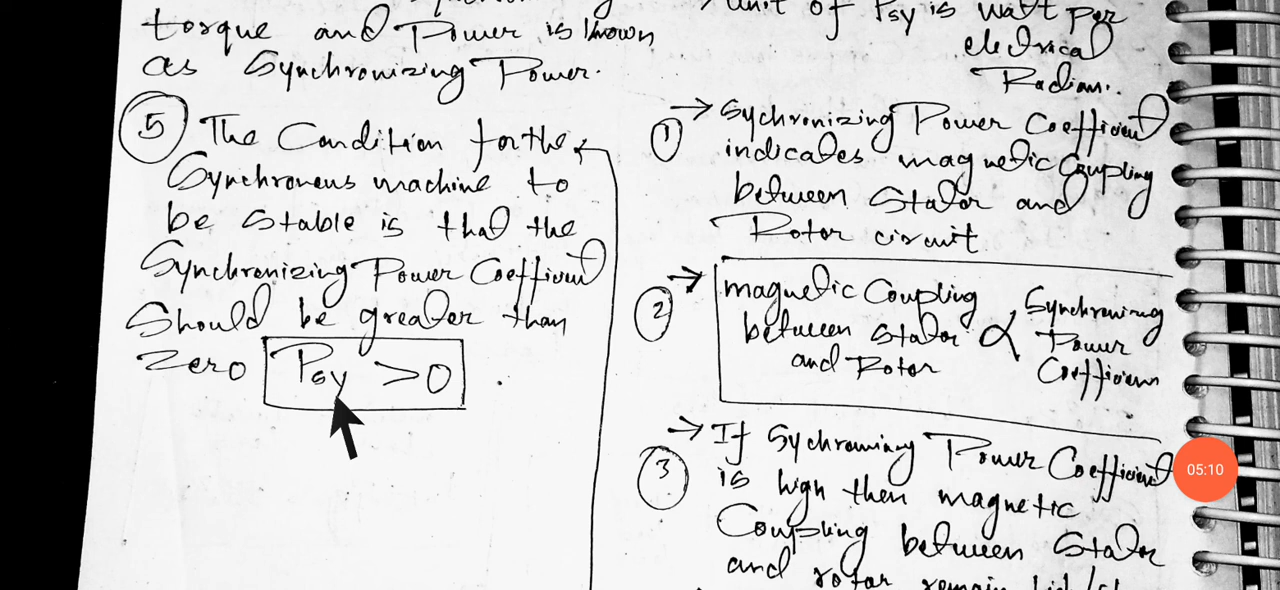 torque and Power is known
as Synchronizing Power.
5 The Condition for the
Synchronous machine to
be Stable is that the
Synchronizing Power Coefficient
Should be greater than
Zero Psy >0
unit of Psy is watt per
electrical
Radian.
1 → Sychronizing Power Coefficient
indicates magnetic Coupling
between Stator and
Rotor circuit
2 → magnetic Coupling
between Stator ∝ Synchronizing
and Rotor Power
Coefficient
3 → If Sychronizing Power Coefficient
is high then magnetic
Coupling between Stator
and rotor remain
05:10